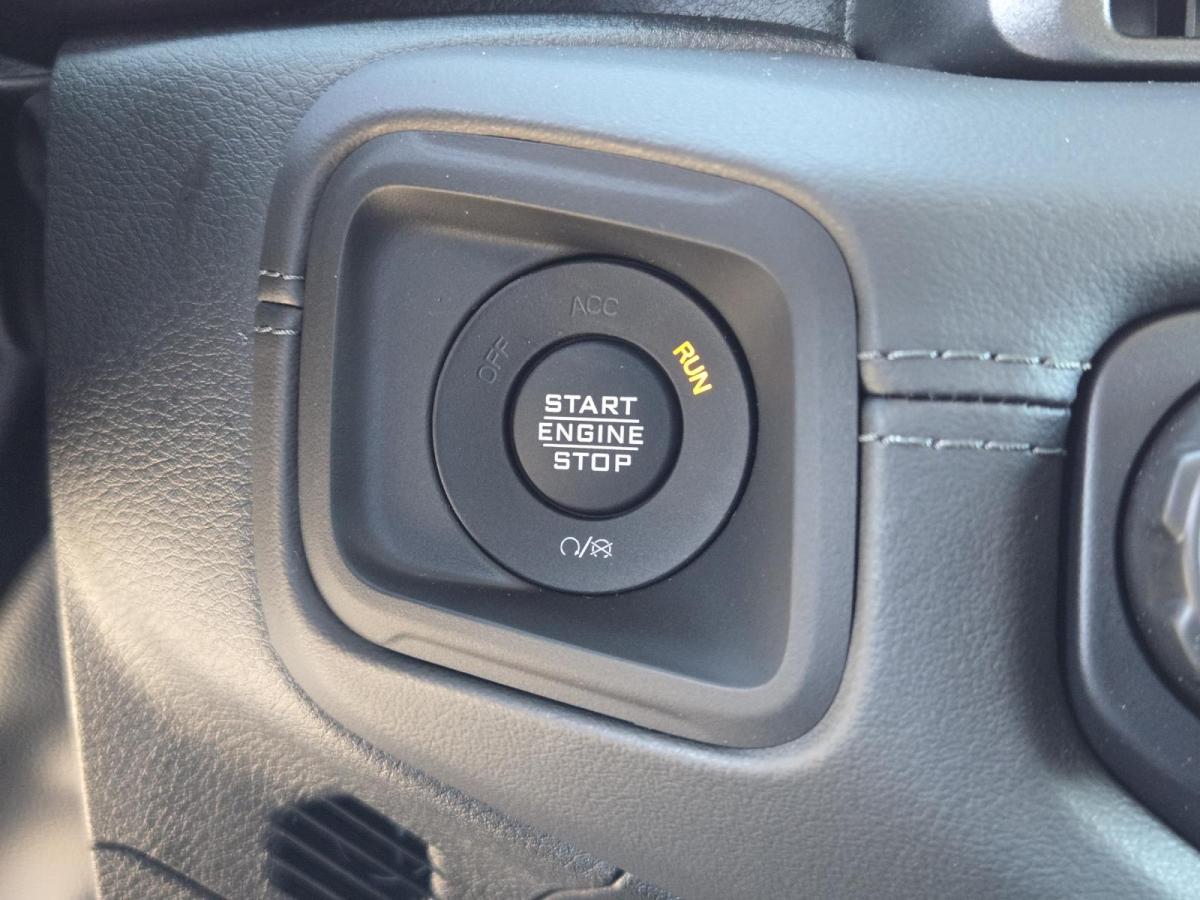 ACC
OFF
RUN
START
ENGINE
STOP